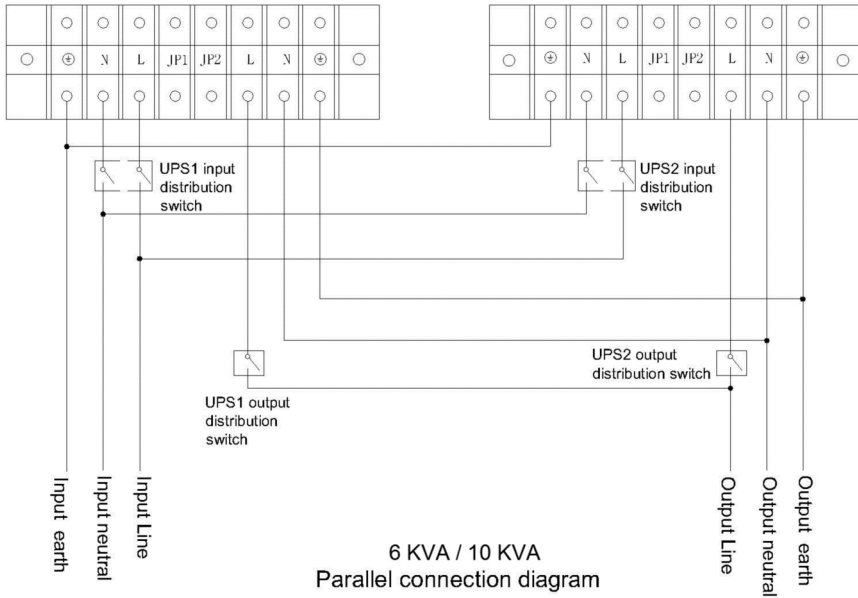 N L JP1 JP2 L N
N L JP1 JP2 L N
UPS1 input
distribution
switch
UPS2 input
distribution
switch
UPS2 output
distribution switch
UPS1 output
distribution
switch
Input earth
Input neutral
Input Line
Output Line
Output neutral
Output earth
6 KVA / 10 KVA
Parallel connection diagram